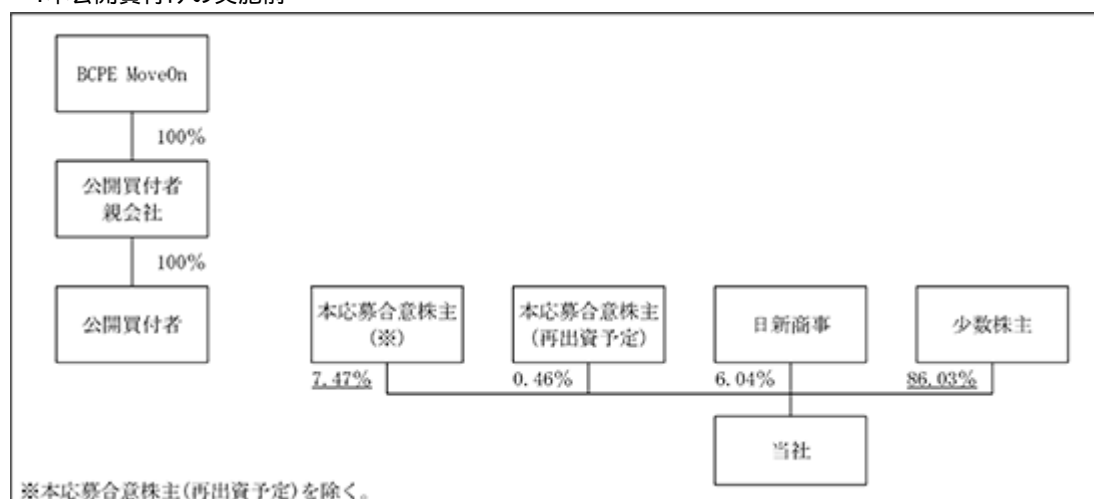 BCPE MoveOn
100%
公開買付者
親会社
100%
公開買付者
本応募合意株主
(※)
本応募合意株主
(再出資予定)
日新商事
少数株主
7.47%
0.46%
6.04%
86.03%
当社
※本応募合意株主(再出資予定)を除く。